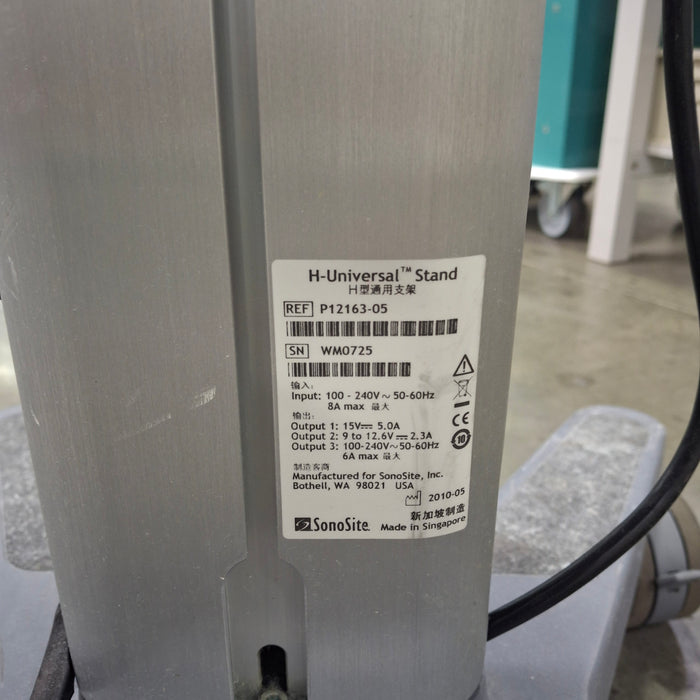 H-Universal™ Stand
H型通用支架
REF P12163-05
SN WM0725
输入:
Input: 100 - 240V ~ 50-60Hz
8A max 最大
输出:
Output 1: 15V⎓ 5.0A
Output 2: 9 to 12.6V ⎓ 2.3A
Output 3: 100-240V~50-60Hz
6A max 最大
制造客商
Manufactured for SonoSite, Inc.
Bothell, WA 98021 USA
2010-05
新加坡制造
SonoSite Made in Singapore
CE
10